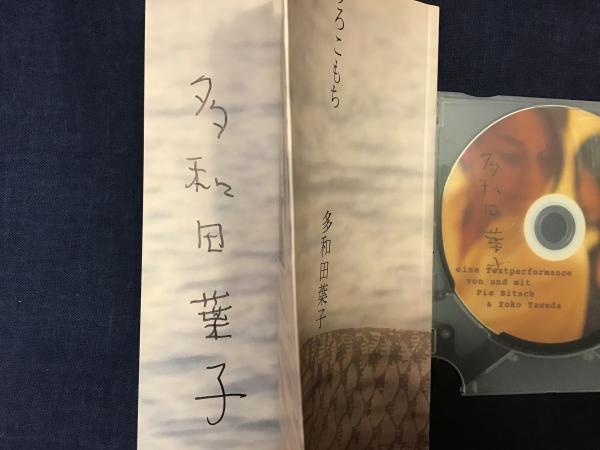 多和田葉子
ろこもち
多和田葉子
多和田葉子
eine Textperformance
von und mit
Pia Bitsch
& Yoko Tawada